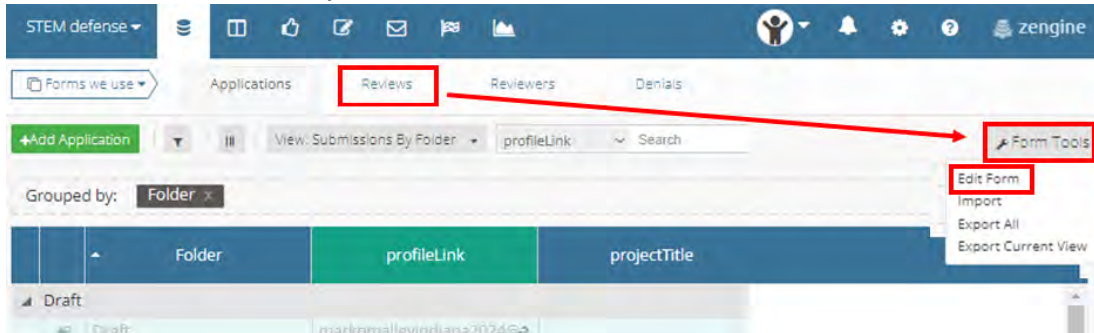 STEM defense zengine
Forms we use Applications Reviews Reviewers Denials
+Add Application View: Submissions By Folder profileLink Search Form Tools
Edit Form
Grouped by: Folder x
Import
Export All
Export Current View
Folder profileLink projectTitle
Draft
Draft